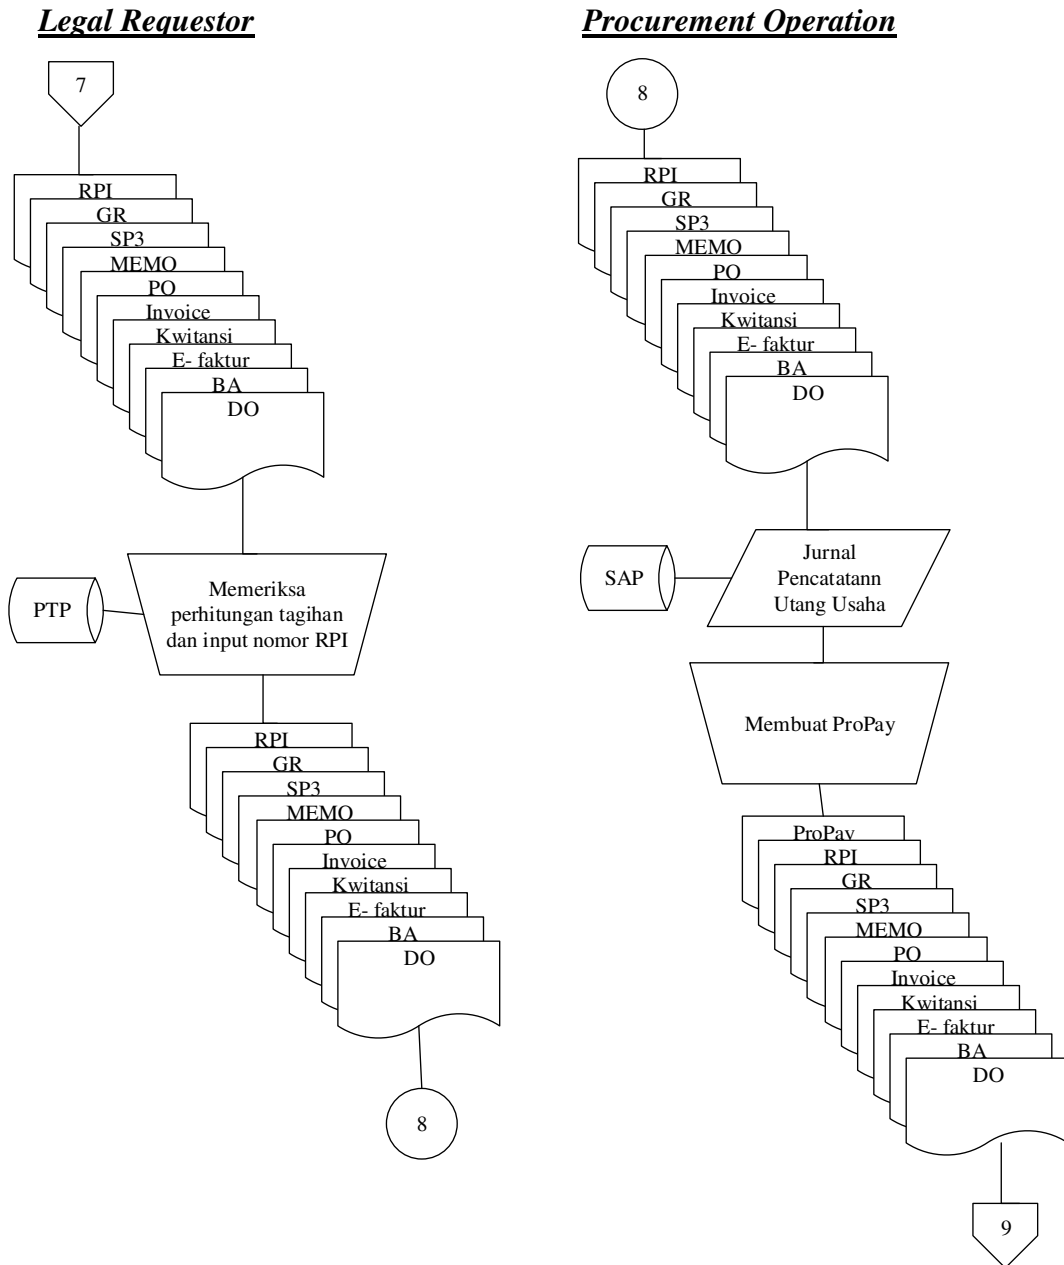 Legal Requestor
7
RPI
GR
SP3
MEMO
PO
Invoice
Kwitansi
E- faktur
BA
DO
PTP
Memeriksa
perhitungan tagihan
dan input nomor RPI
RPI
GR
SP3
MEMO
PO
Invoice
Kwitansi
E- faktur
BA
DO
8
Procurement Operation
8
RPI
GR
SP3
MEMO
PO
Invoice
Kwitansi
E- faktur
BA
DO
SAP
Jurnal
Pencatatann
Utang Usaha
Membuat ProPay
ProPay
RPI
GR
SP3
MEMO
PO
Invoice
Kwitansi
E- faktur
BA
DO
9